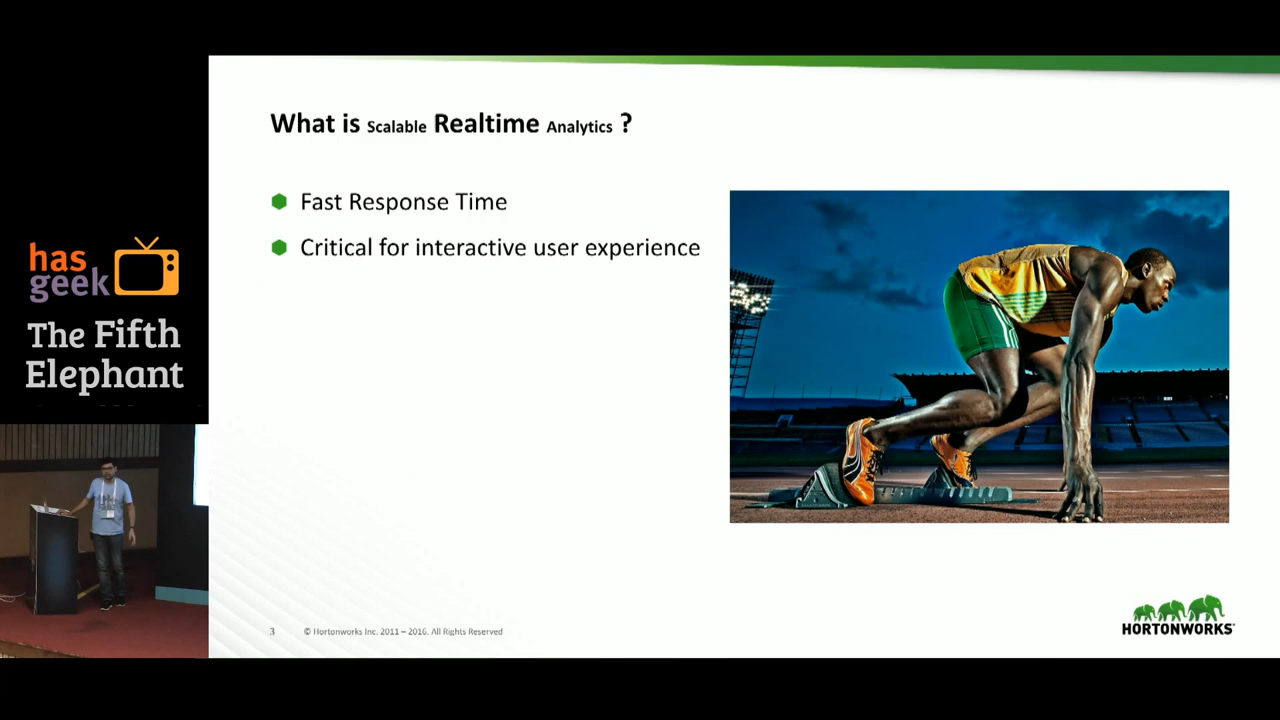 What is Scalable Realtime Analytics ?
Fast Response Time
Critical for interactive user experience
has
geek
The Fifth
Elephant
3 © Hortonworks Inc. 2011 – 2016. All Rights Reserved
HORTONWORKS